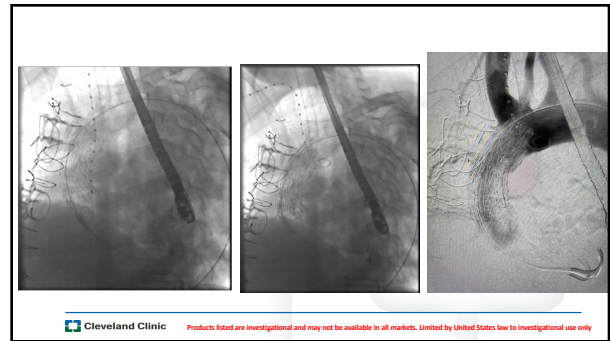 Cleveland Clinic
Products listed are investigational and may not be available in all markets. Limited by United States law to investigational use only